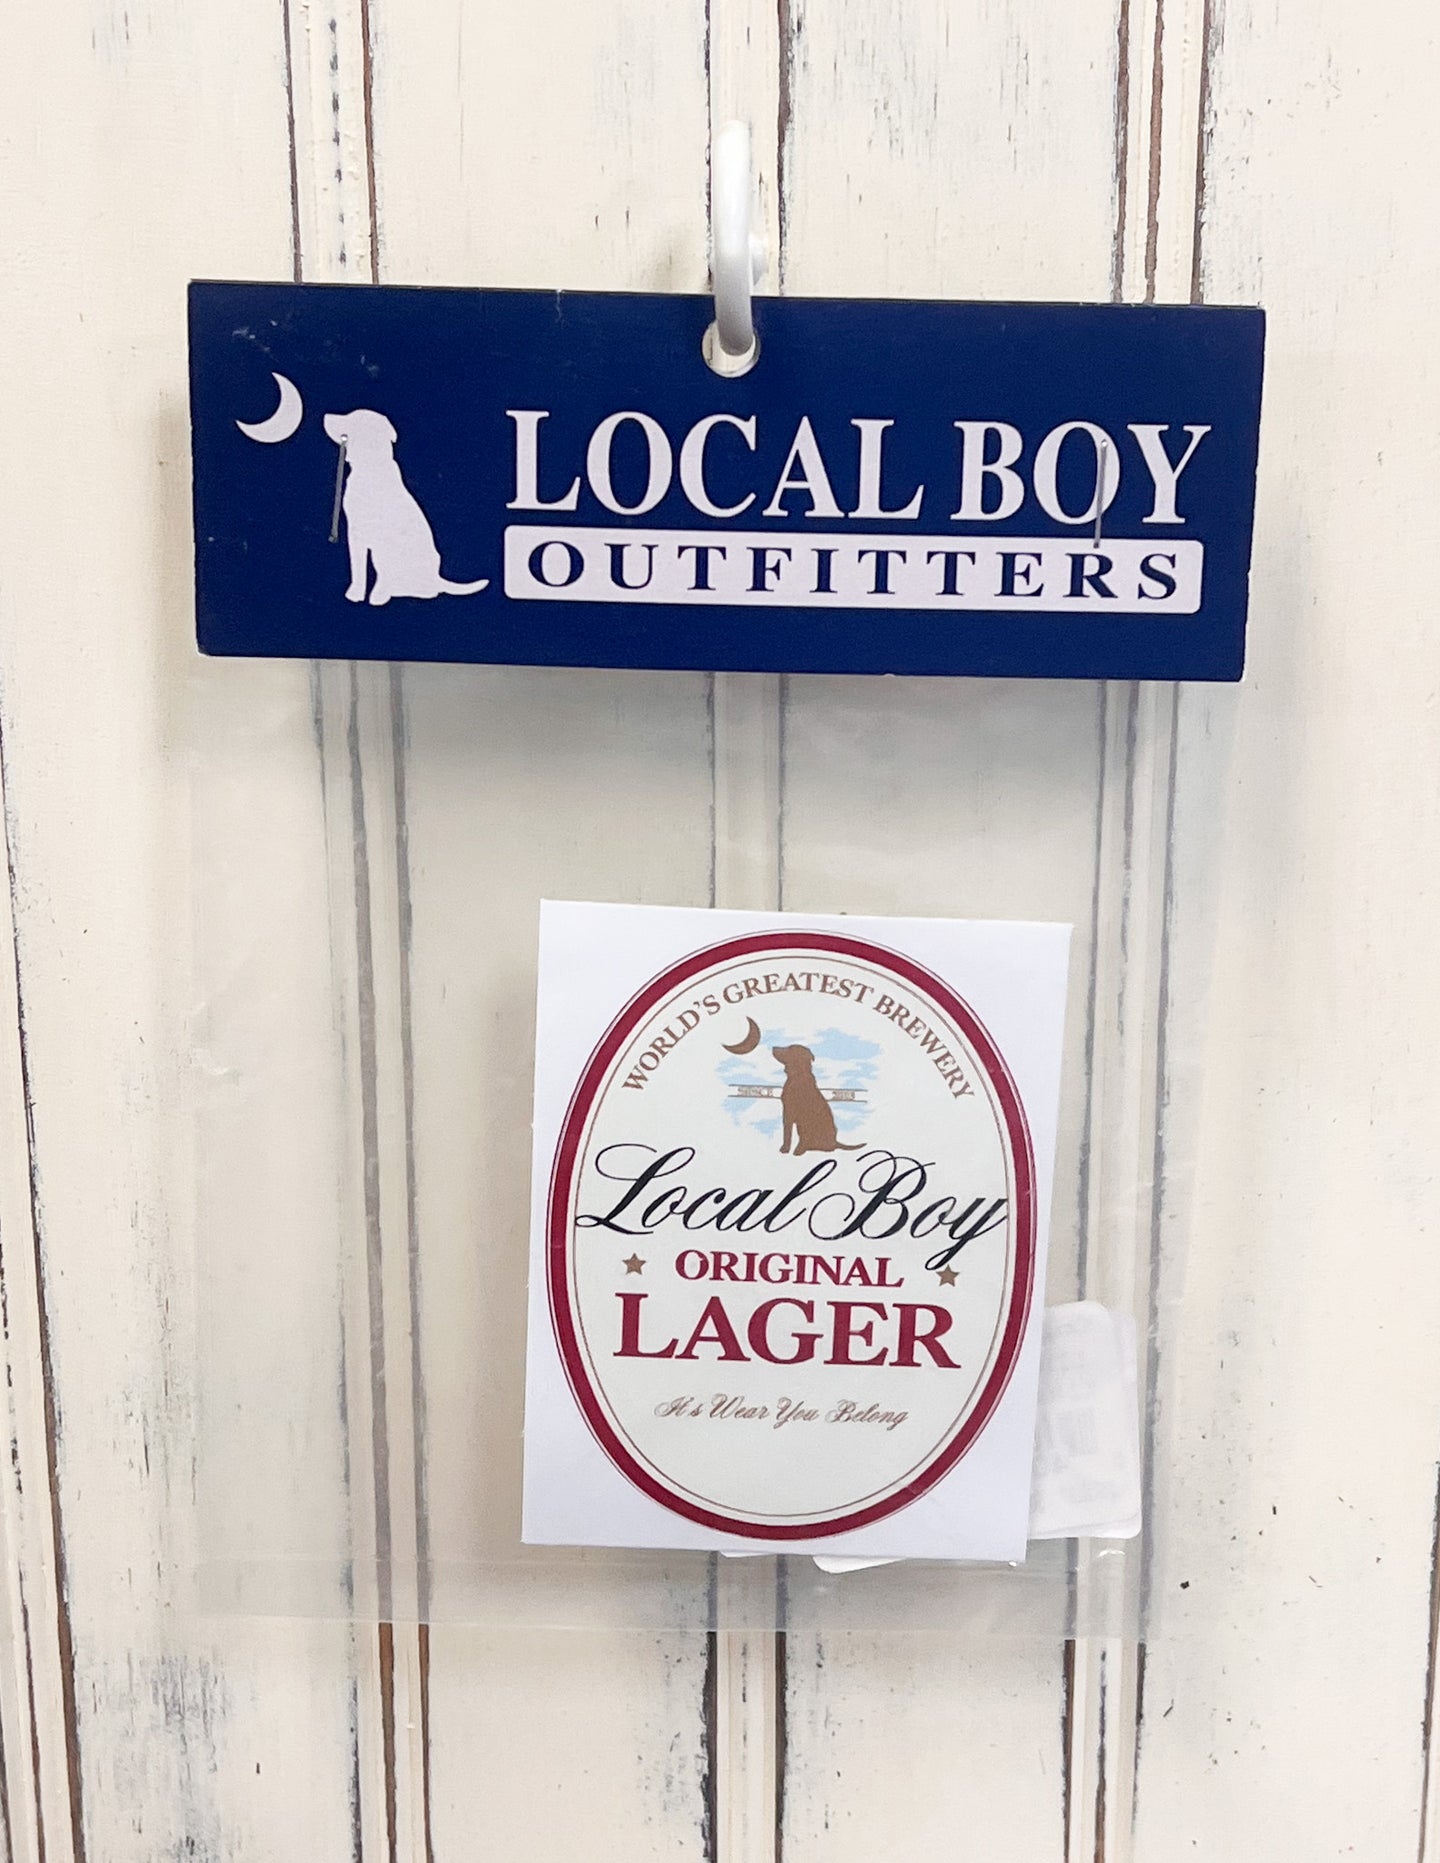 LOCAL BOY
OUTFITTERS
WORLD'S GREATEST BREWERY
Local Boy
ORIGINAL
LAGER
It's Wear You Belong